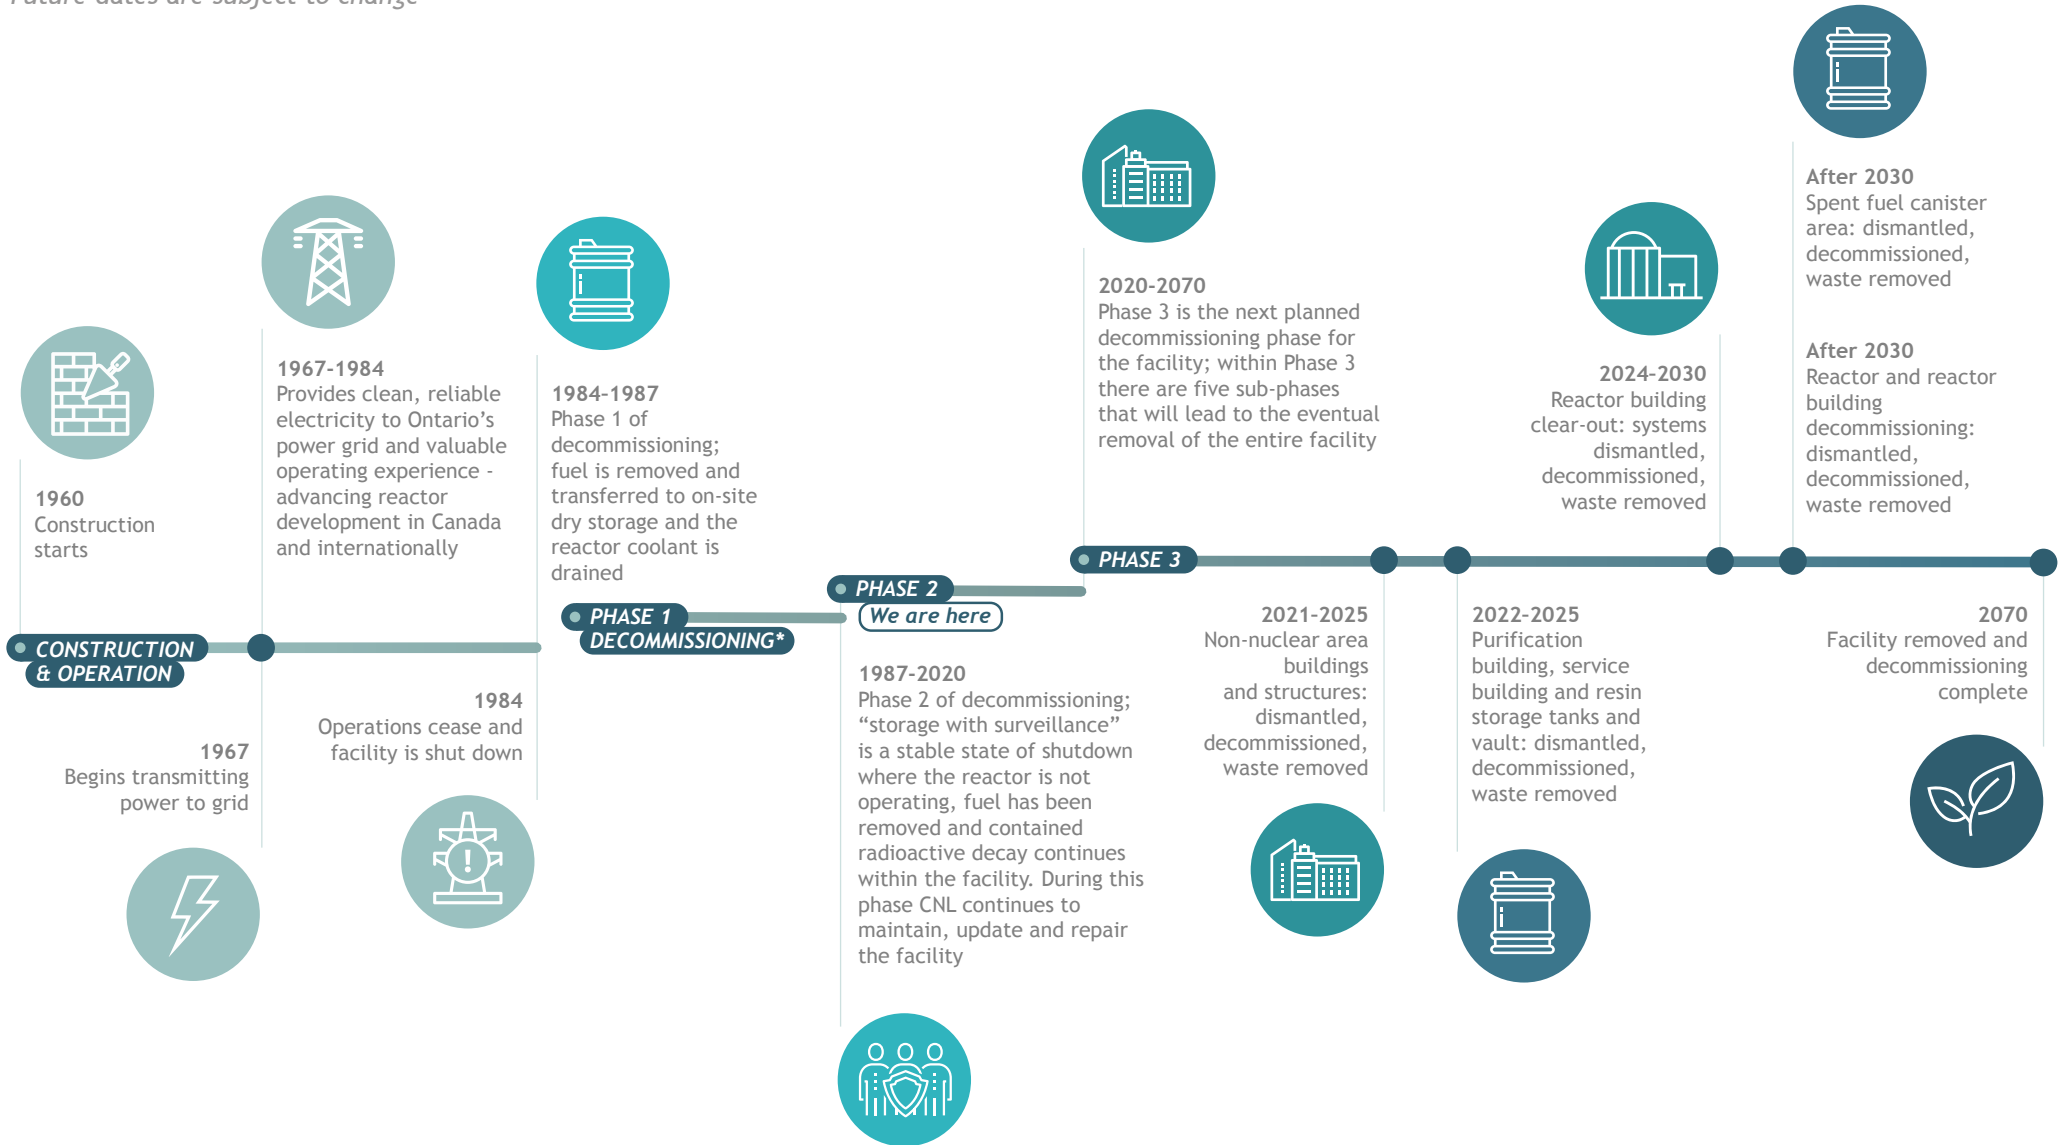 Future dates are subject to change
1960
Construction
starts
1967-1984
Provides clean, reliable
electricity to Ontario’s
power grid and valuable
operating experience -
advancing reactor
development in Canada
and internationally
1984-1987
Phase 1 of
decommissioning;
fuel is removed and
transferred to on-site
dry storage and the
reactor coolant is
drained
2020-2070
Phase 3 is the next planned
decommissioing phase for
the facility; within Phase 3
there are five sub-phases
that will lead to the eventual
removal of the entire facility
2024-2030
Reactor building
clear-out: systems
dismantled,
decommissioned,
waste removed
After 2030
Spent fuel canister
area: dismantled,
decommissioned,
waste removed
After 2030
Reactor and reactor
building
decommissioning:
dismantled,
decommissioned,
waste removed
CONSTRUCTION
& OPERATION
PHASE 1
DECOMMISSIONING*
PHASE 2
We are here
PHASE 3
1967
Begins transmitting
power to grid
1984
Operations cease and
facility is shut down
1987-2020
Phase 2 of decommissioning;
“storage with surveillance”
is a stable state of shutdown
where the reactor is not
operating, fuel has been
removed and contained
radioactive decay continues
within the facility. During this
phase CNL continues to
maintain, update and repair
the facility
2021-2025
Non-nuclear area
buildings
and structures:
dismantled,
decommissioned,
waste removed
2022-2025
Purification
building, service
building and resin
storage tanks and
vault: dismantled,
decommissioned,
waste removed
2070
Facility removed and
decommissioning
complete